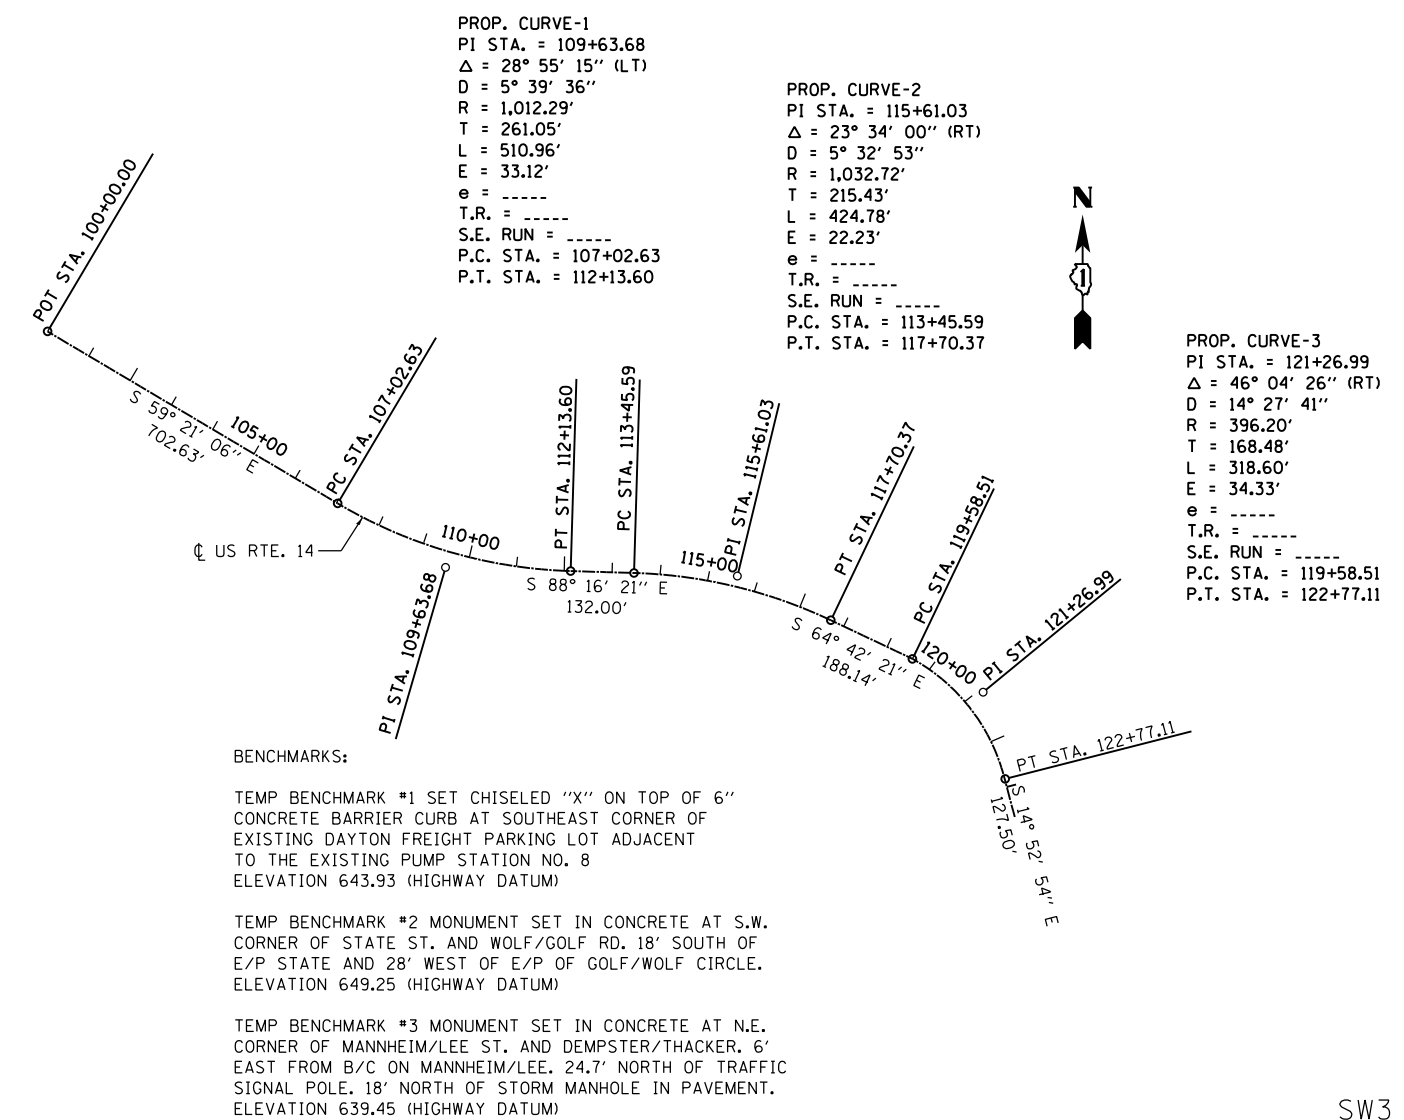 PROP. CURVE-1
PI STA. = 109+63.68
Δ = 28° 55' 15" (LT)
D = 5° 39' 36"
R = 1,012.29'
T = 261.05'
L = 510.96'
E = 33.12'
e = -----
T.R. = -----
S.E. RUN = -----
P.C. STA. = 107+02.63
P.T. STA. = 112+13.60
PROP. CURVE-2
PI STA. = 115+61.03
Δ = 23° 34' 00" (RT)
D = 5° 32' 53"
R = 1,032.72'
T = 215.43'
L = 424.78'
E = 22.23'
e = -----
T.R. = -----
S.E. RUN = -----
P.C. STA. = 113+45.59
P.T. STA. = 117+70.37
N
1
PROP. CURVE-3
PI STA. = 121+26.99
Δ = 46° 04' 26" (RT)
D = 14° 27' 41"
R = 396.20'
T = 168.48'
L = 318.60'
E = 34.33'
e = -----
T.R. = -----
S.E. RUN = -----
P.C. STA. = 119+58.51
P.T. STA. = 122+77.11
POT STA. 100+00.00
S 59° 21' 06" E
702.63'
105+00
PC STA. 107+02.63
℄ US RTE. 14
110+00
PI STA. 109+63.68
PT STA. 112+13.60
S 88° 16' 21" E
132.00'
PC STA. 113+45.59
115+00
PI STA. 115+61.03
PT STA. 117+70.37
S 64° 42' 21" E
188.14'
PC STA. 119+58.51
120+00
PI STA. 121+26.99
PT STA. 122+77.11
S 14° 52' 54" E
127.50'
BENCHMARKS:
TEMP BENCHMARK #1 SET CHISELED "X" ON TOP OF 6"
CONCRETE BARRIER CURB AT SOUTHEAST CORNER OF
EXISTING DAYTON FREIGHT PARKING LOT ADJACENT
TO THE EXISTING PUMP STATION NO. 8
ELEVATION 643.93 (HIGHWAY DATUM)
TEMP BENCHMARK #2 MONUMENT SET IN CONCRETE AT S.W.
CORNER OF STATE ST. AND WOLF/GOLF RD. 18' SOUTH OF
E/P STATE AND 28' WEST OF E/P OF GOLF/WOLF CIRCLE.
ELEVATION 649.25 (HIGHWAY DATUM)
TEMP BENCHMARK #3 MONUMENT SET IN CONCRETE AT N.E.
CORNER OF MANNHEIM/LEE ST. AND DEMPSTER/THACKER. 6'
EAST FROM B/C ON MANNHEIM/LEE. 24.7' NORTH OF TRAFFIC
SIGNAL POLE. 18' NORTH OF STORM MANHOLE IN PAVEMENT.
ELEVATION 639.45 (HIGHWAY DATUM)
SW3